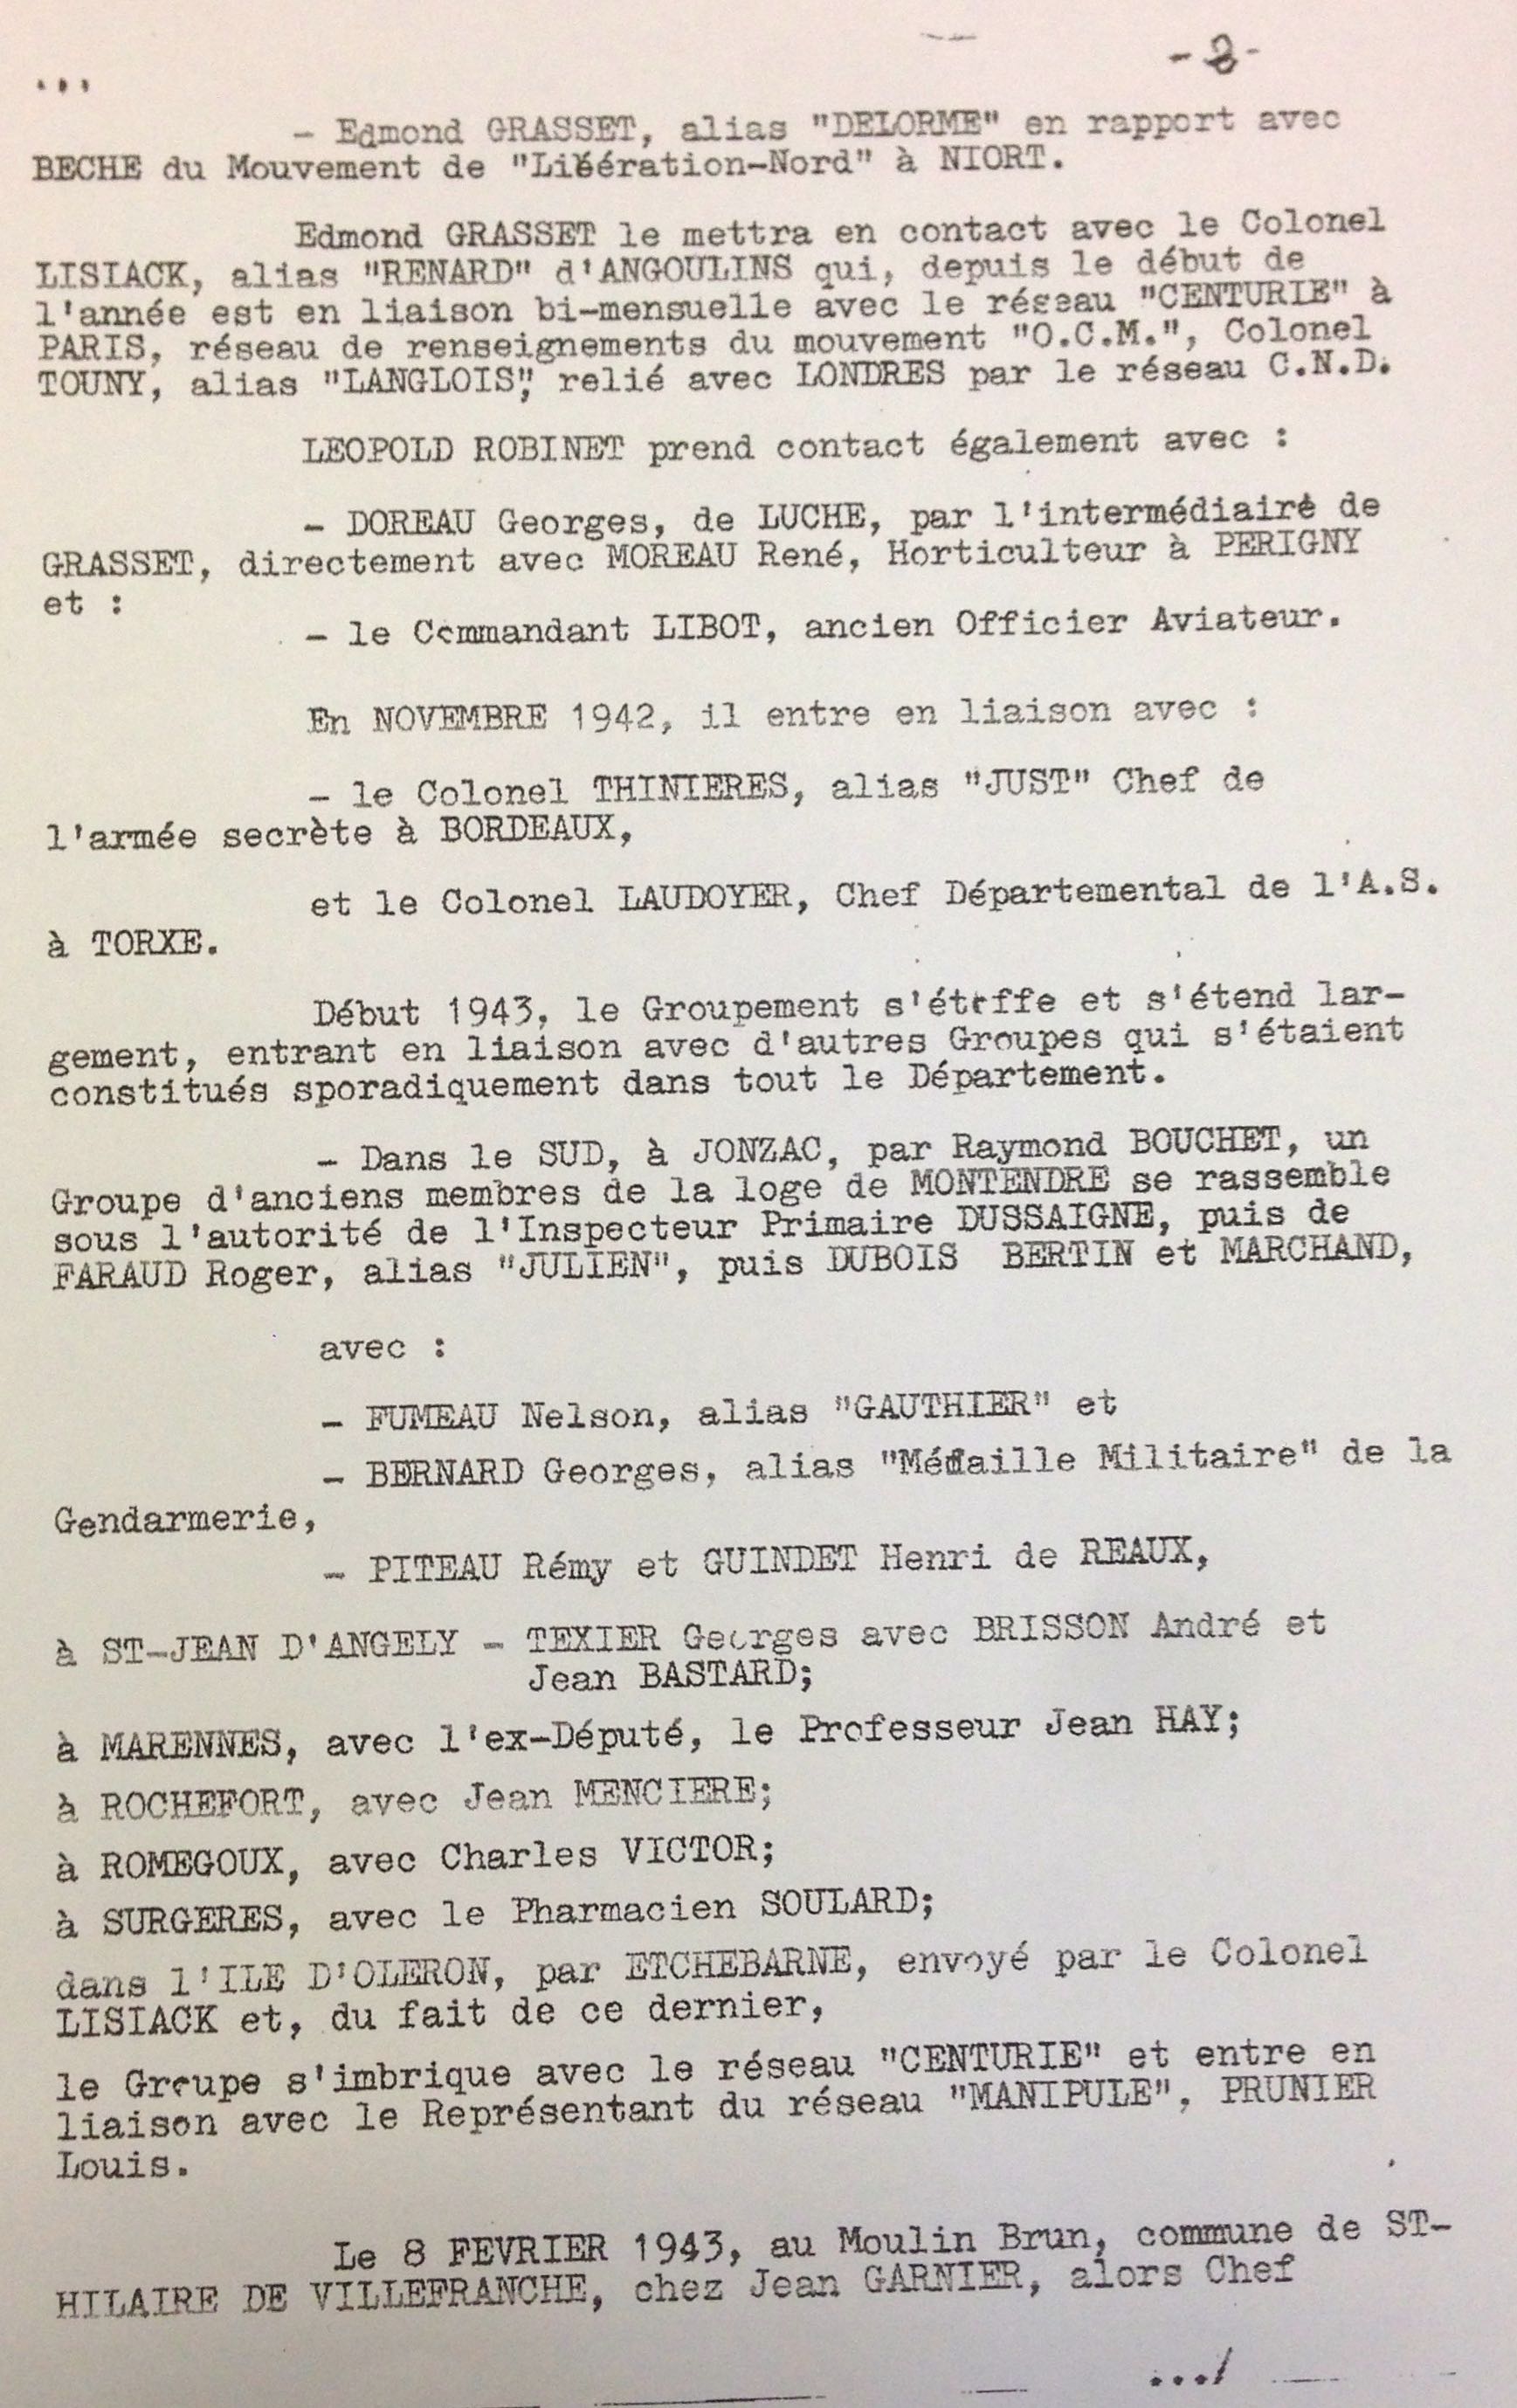 - 3 -
...
- Edmond GRASSET, alias "DELORME" en rapport avec
BECHE du Mouvement de "Libération-Nord" à NIORT.
Edmond GRASSET le mettra en contact avec le Colonel
LISIACK, alias "RENARD" d'ANGOULINS qui, depuis le début de
l'année est en liaison bi-mensuelle avec le réseau "CENTURIE" à
PARIS, réseau de renseignements du mouvement "O.C.M.", Colonel
TOUNY, alias "LANGLOIS", relié avec LONDRES par le réseau C.N.D.
LEOPOLD ROBINET prend contact également avec :
- DOREAU Georges, de LUCHE, par l'intermédiaire de
GRASSET, directement avec MOREAU René, Horticulteur à PERIGNY
et :
- le Commandant LIBOT, ancien Officier Aviateur.
En NOVEMBRE 1942, il entre en liaison avec :
- le Colonel THINIERES, alias "JUST" Chef de
l'armée secrète à BORDEAUX,
et le Colonel LAUDOYER, Chef Départemental de l'A.S.
à TORXE.
Début 1943, le Groupement s'étoffe et s'étend lar-
gement, entrant en liaison avec d'autres Groupes qui s'étaient
constitués sporadiquement dans tout le Département.
- Dans le SUD, à JONZAC, par Raymond BOUCHET, un
Groupe d'anciens membres de la loge de MONTENDRE se rassemble
sous l'autorité de l'Inspecteur Primaire DUSSAIGNE, puis de
FARAUD Roger, alias "JULIEN", puis DUBOIS BERTIN et MARCHAND,
avec :
- FUMEAU Nelson, alias "GAUTHIER" et
- BERNARD Georges, alias "Médaille Militaire" de la
Gendarmerie,
- PITEAU Rémy et GUINDET Henri de REAUX,
à ST-JEAN D'ANGELY - TEXIER Georges avec BRISSON André et
Jean BASTARD;
à MARENNES, avec l'ex-Député, le Professeur Jean HAY;
à ROCHEFORT, avec Jean MENCIERE;
à ROMEGOUX, avec Charles VICTOR;
à SURGERES, avec le Pharmacien SOULARD;
dans l'ILE D'OLERON, par ETCHEBARNE, envoyé par le Colonel
LISIACK et, du fait de ce dernier,
le Groupe s'imbrique avec le réseau "CENTURIE" et entre en
liaison avec le Représentant du réseau "MANIPULE", PRUNIER
Louis.
Le 8 FEVRIER 1943, au Moulin Brun, commune de ST-
HILAIRE DE VILLEFRANCHE, chez Jean GARNIER, alors Chef
.../